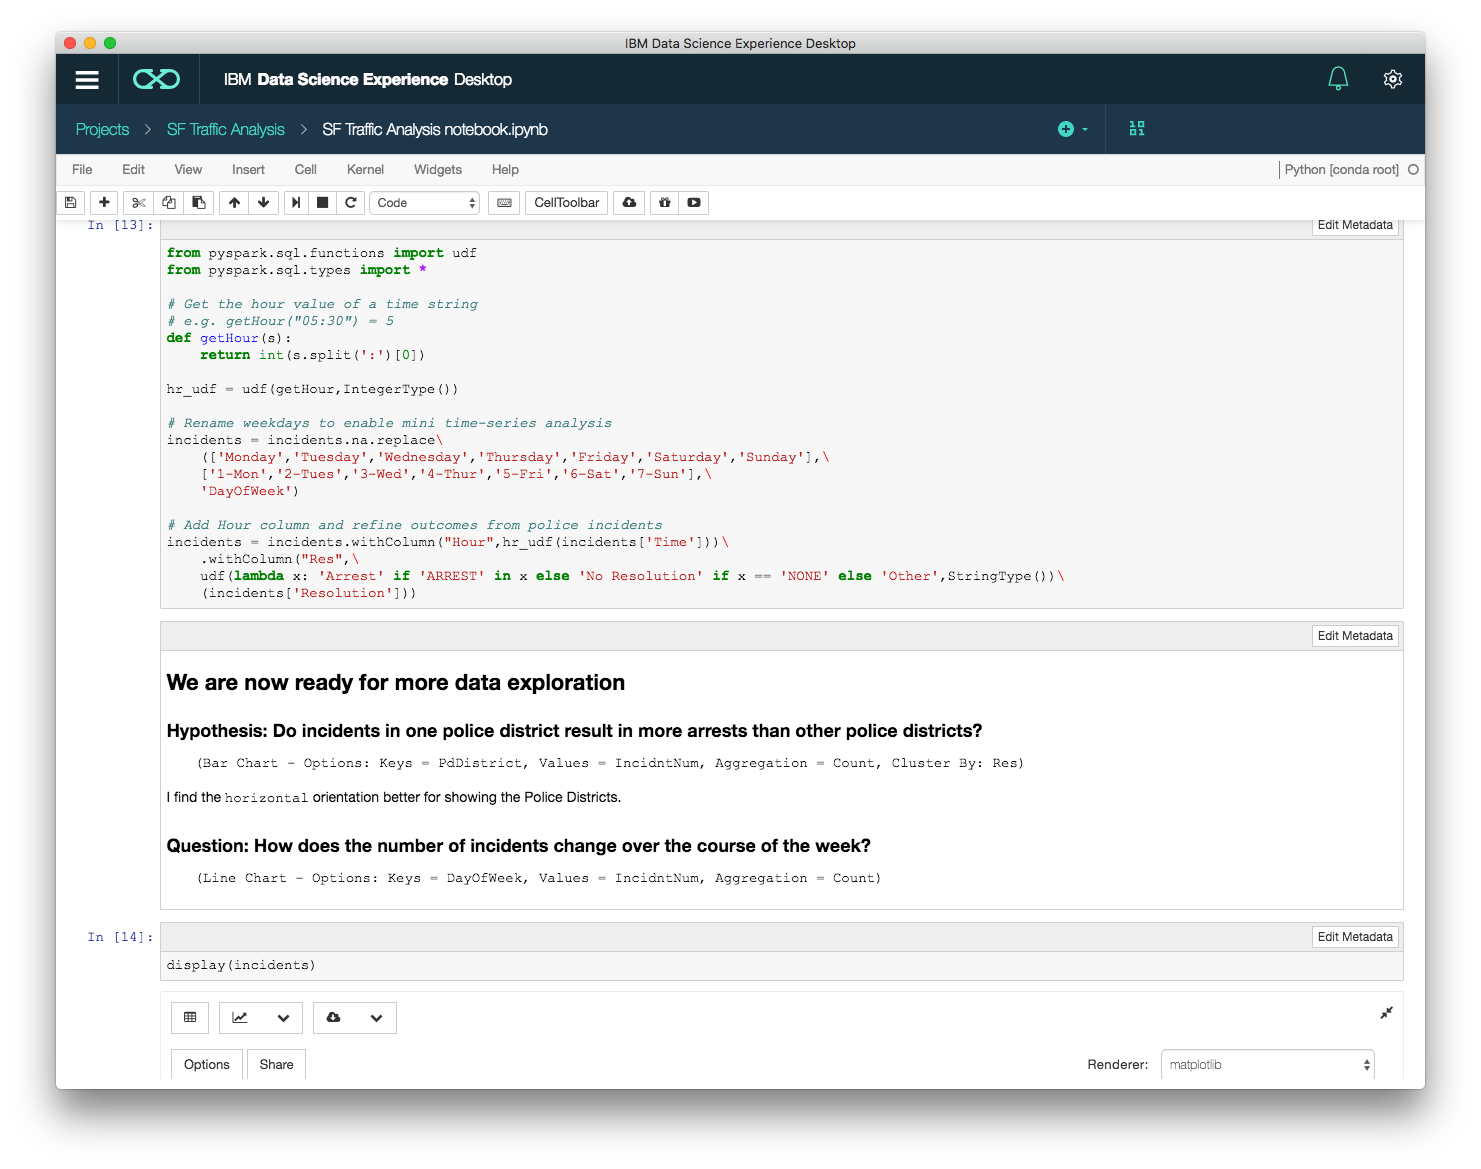 IBM Data Science Experience Desktop
IBM Data Science Experience Desktop
Projects > SF Traffic Analysis > SF Traffic Analysis notebook.ipynb
File Edit View Insert Cell Kernel Widgets Help Python [conda root]
Code CellToolbar
In [13]: Edit Metadata
from pyspark.sql.functions import udf
from pyspark.sql.types import *
# Get the hour value of a time string
# e.g. getHour("05:30") = 5
def getHour(s):
    return int(s.split(':')[0])
hr_udf = udf(getHour,IntegerType())
# Rename weekdays to enable mini time-series analysis
incidents = incidents.na.replace\
    (['Monday','Tuesday','Wednesday','Thursday','Friday','Saturday','Sunday'],\
    ['1-Mon','2-Tues','3-Wed','4-Thur','5-Fri','6-Sat','7-Sun'],\
    'DayOfWeek')
# Add Hour column and refine outcomes from police incidents
incidents = incidents.withColumn("Hour",hr_udf(incidents['Time']))\
    .withColumn("Res",\
    udf(lambda x: 'Arrest' if 'ARREST' in x else 'No Resolution' if x == 'NONE' else 'Other',StringType())\
    (incidents['Resolution']))
Edit Metadata
We are now ready for more data exploration
Hypothesis: Do incidents in one police district result in more arrests than other police districts?
(Bar Chart - Options: Keys = PdDistrict, Values = IncidntNum, Aggregation = Count, Cluster By: Res)
I find the horizontal orientation better for showing the Police Districts.
Question: How does the number of incidents change over the course of the week?
(Line Chart - Options: Keys = DayOfWeek, Values = IncidntNum, Aggregation = Count)
In [14]: Edit Metadata
display(incidents)
Options Share Renderer: matplotlib